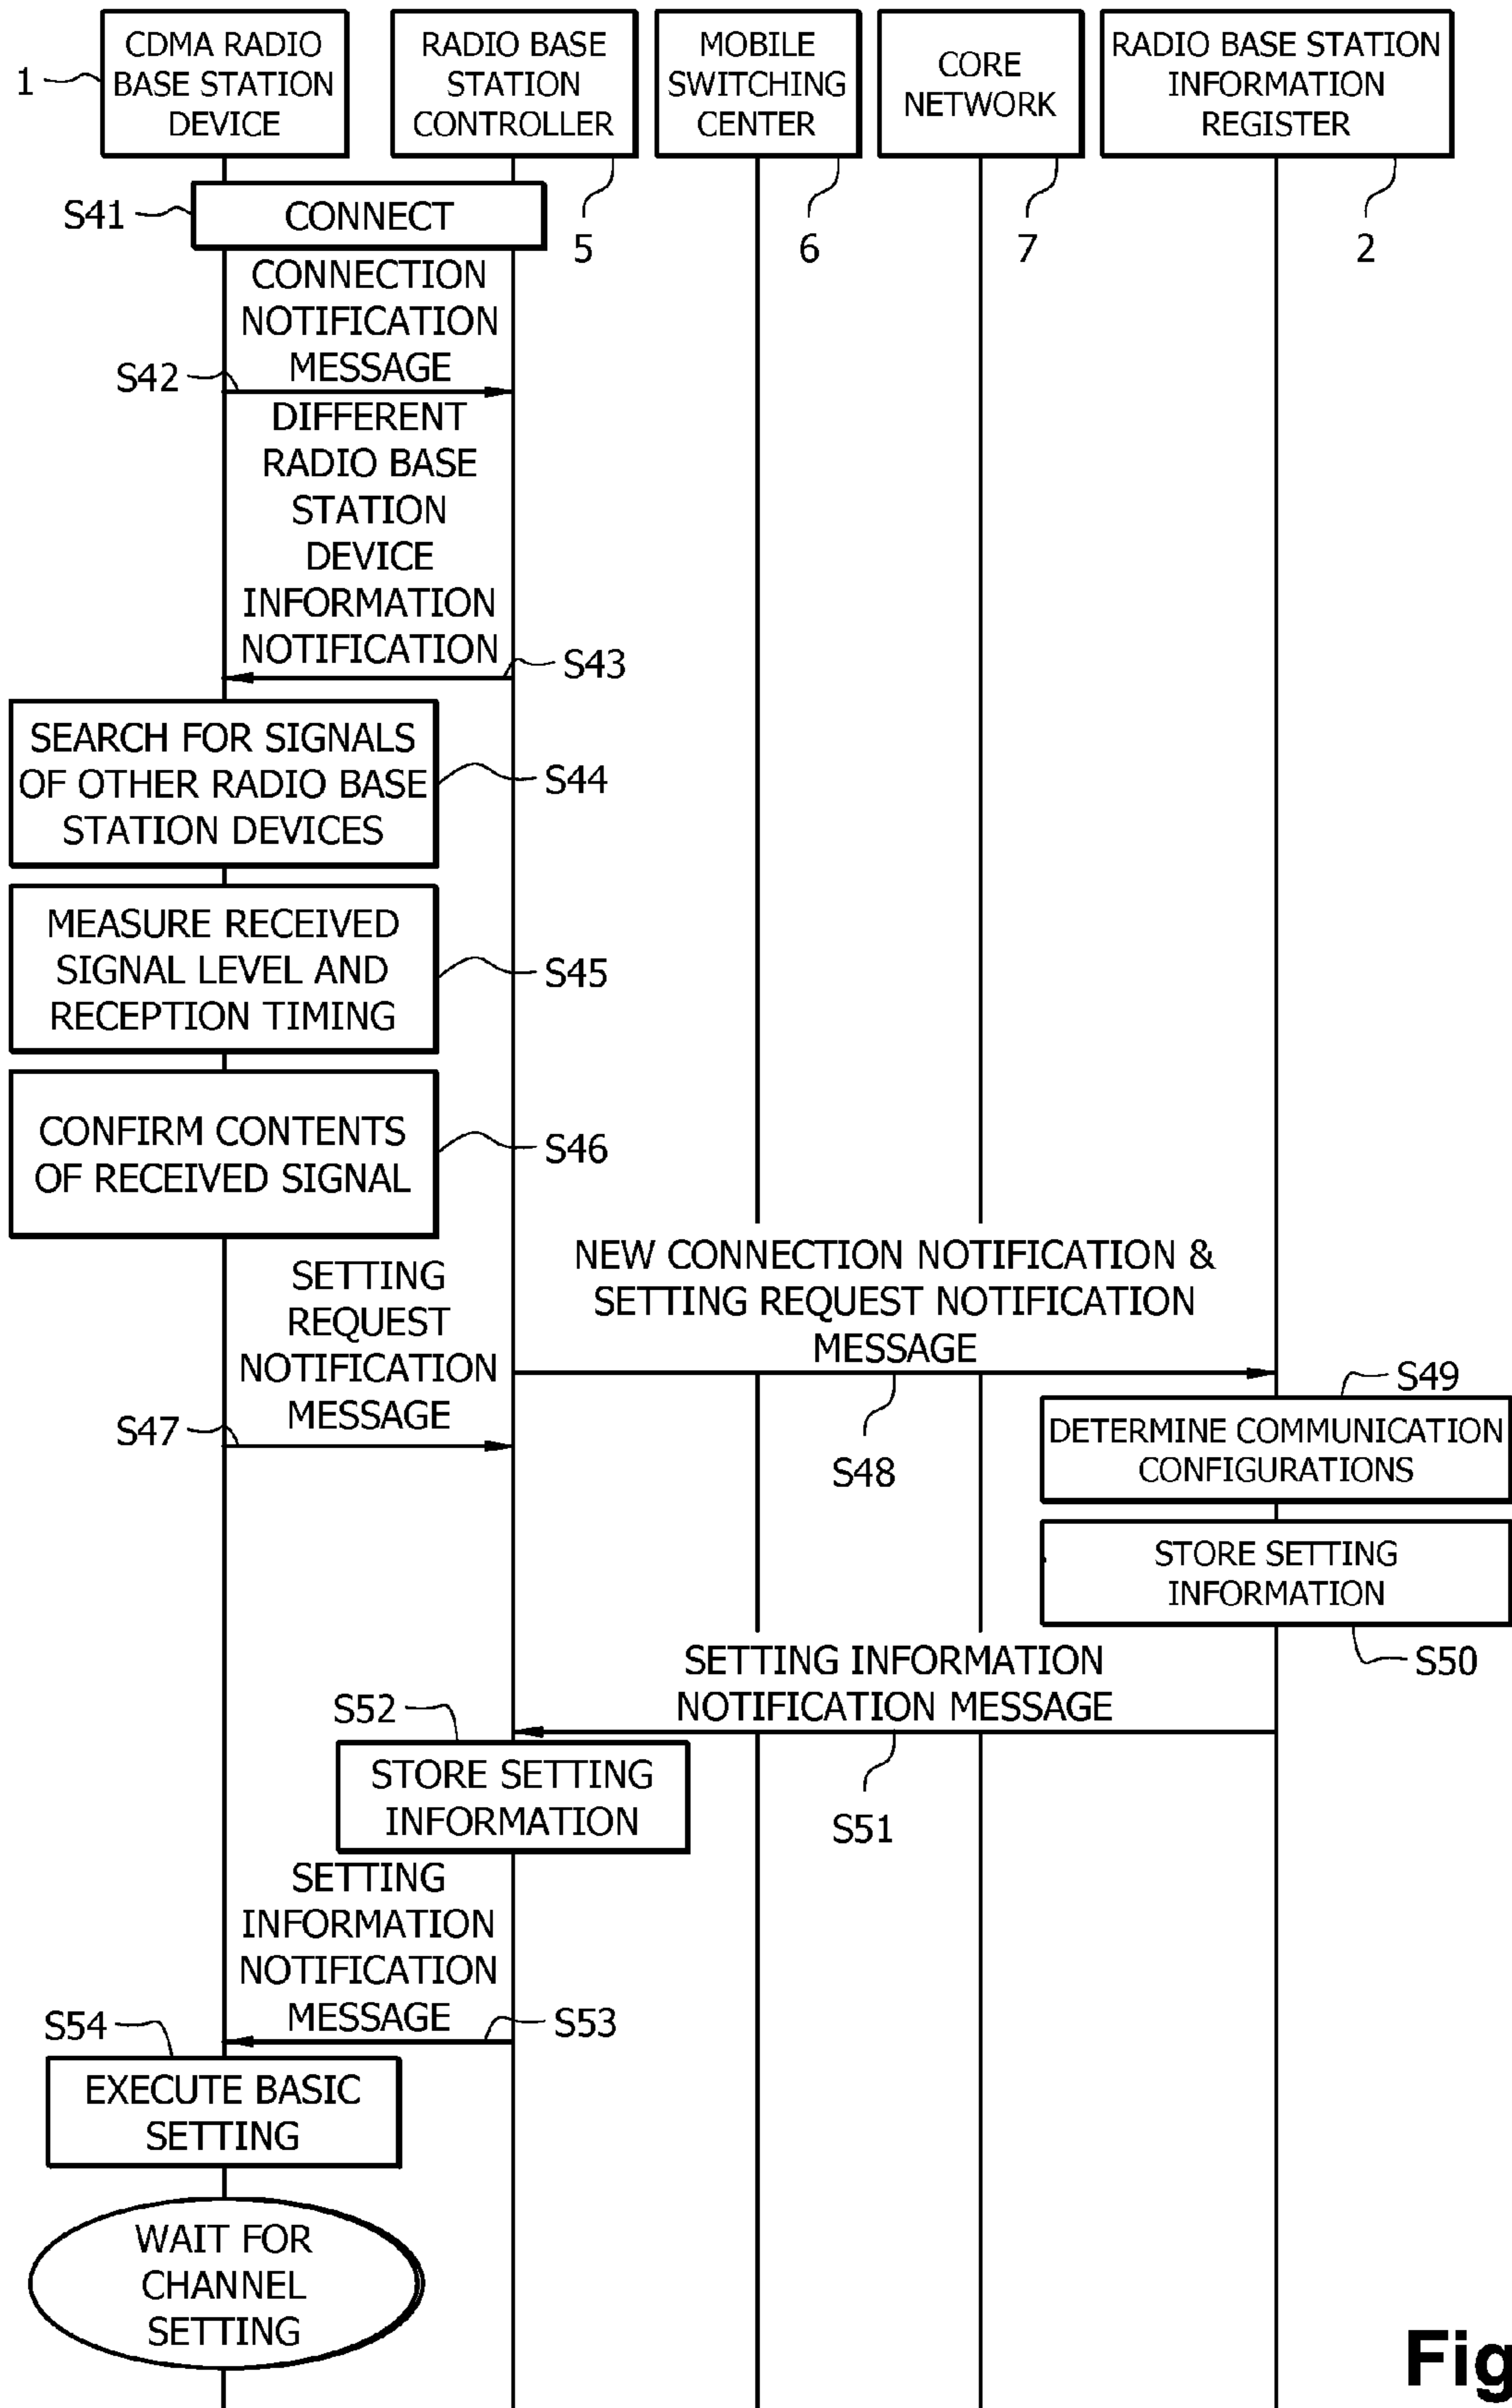 CDMA RADIO
BASE STATION
DEVICE
1
RADIO BASE
STATION
CONTROLLER
5
MOBILE
SWITCHING
CENTER
6
CORE
NETWORK
7
RADIO BASE STATION
INFORMATION
REGISTER
2
S41
CONNECT
CONNECTION
NOTIFICATION
MESSAGE
S42
DIFFERENT
RADIO BASE
STATION
DEVICE
INFORMATION
NOTIFICATION
S43
SEARCH FOR SIGNALS
OF OTHER RADIO BASE
STATION DEVICES
S44
MEASURE RECEIVED
SIGNAL LEVEL AND
RECEPTION TIMING
S45
CONFIRM CONTENTS
OF RECEIVED SIGNAL
S46
SETTING
REQUEST
NOTIFICATION
MESSAGE
S47
NEW CONNECTION NOTIFICATION &
SETTING REQUEST NOTIFICATION
MESSAGE
S48
S49
DETERMINE COMMUNICATION
CONFIGURATIONS
STORE SETTING
INFORMATION
S50
SETTING INFORMATION
NOTIFICATION MESSAGE
S51
S52
STORE SETTING
INFORMATION
SETTING
INFORMATION
NOTIFICATION
MESSAGE
S53
S54
EXECUTE BASIC
SETTING
WAIT FOR
CHANNEL
SETTING
Fig